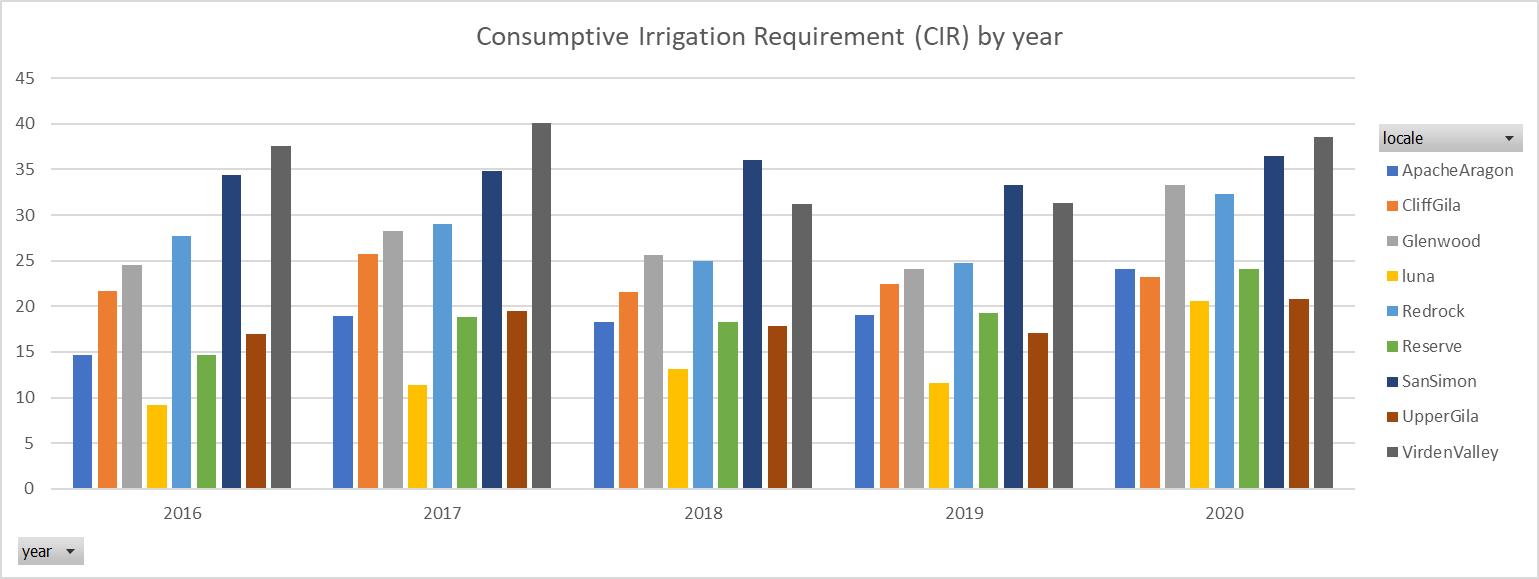 Consumptive Irrigation Requirement (CIR) by year
45
40
35
30
25
20
15
10
5
0
2016 2017 2018 2019 2020
year
locale
ApacheAragon
CliffGila
Glenwood
luna
Redrock
Reserve
SanSimon
UpperGila
VirdenValley